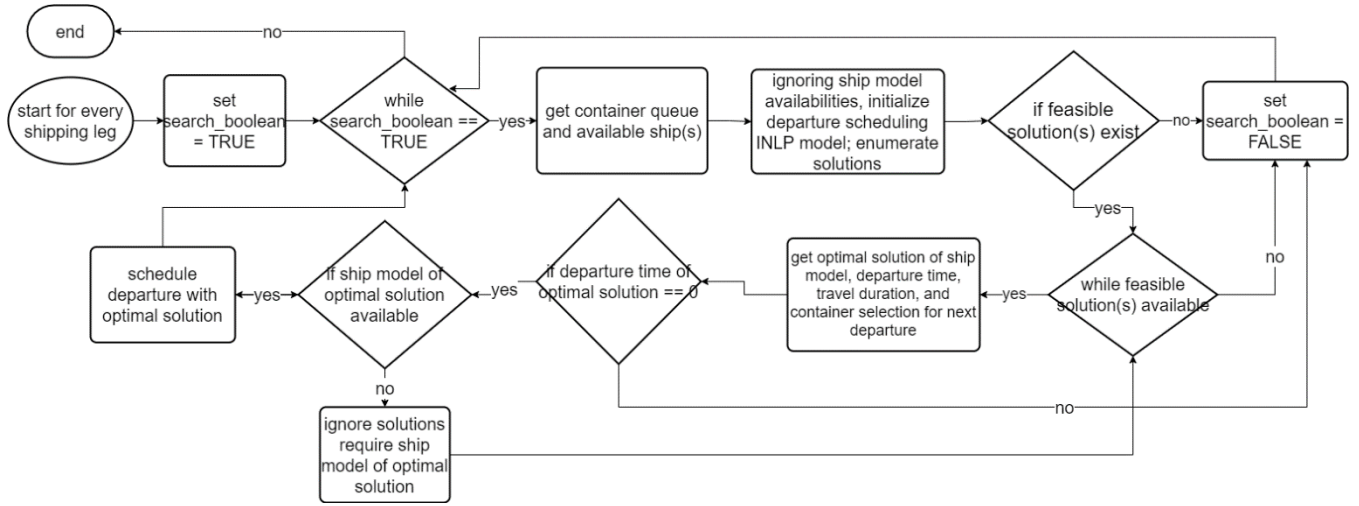 end
no
start for every
shipping leg
set
search_boolean
= TRUE
while
search_boolean ==
TRUE
yes
get container queue
and available ship(s)
ignoring ship model
availabilities, initialize
departure scheduling
INLP model; enumerate
solutions
if feasible
solution(s) exist
no
set
search_boolean =
FALSE
yes
no
schedule
departure with
optimal solution
yes
If ship model of
optimal solution
available
yes
if departure time of
optimal solution == 0
get optimal solution of ship
model, departure time,
travel duration, and
container selection for next
departure
yes
while feasible
solution(s) available
no
no
ignore solutions
require ship
model of optimal
solution